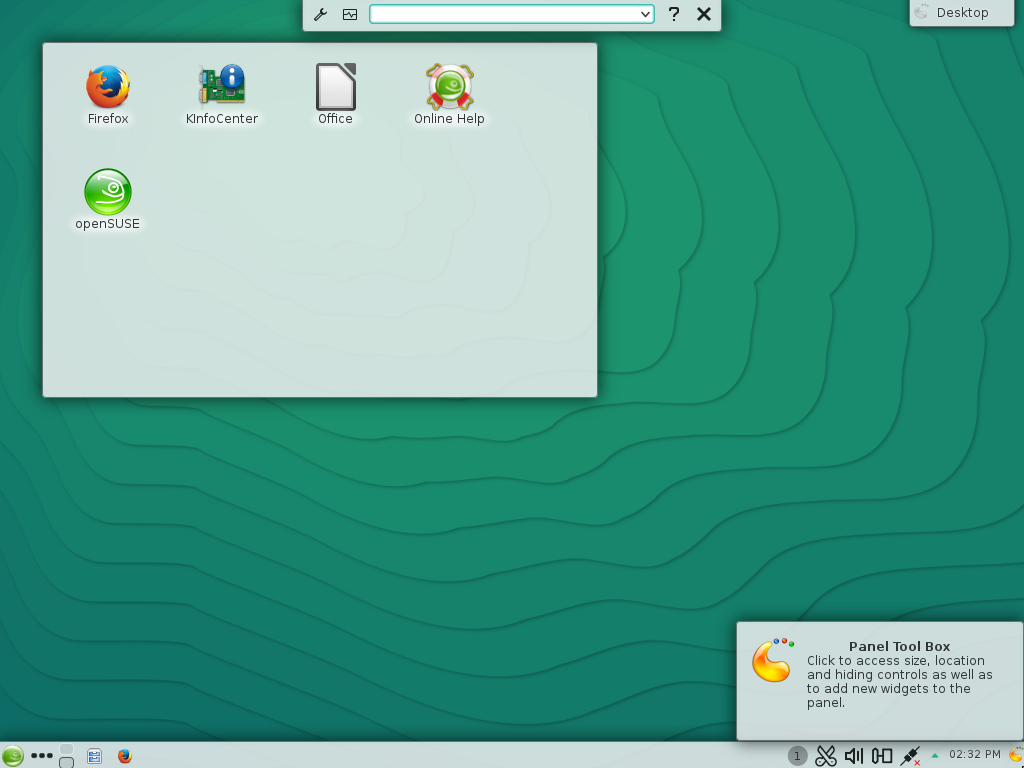 ?
Desktop
Firefox
KInfoCenter
Office
Online Help
openSUSE
Panel Tool Box
Click to access size, location
and hiding controls as well as
to add new widgets to the
panel.
1
02:32 PM